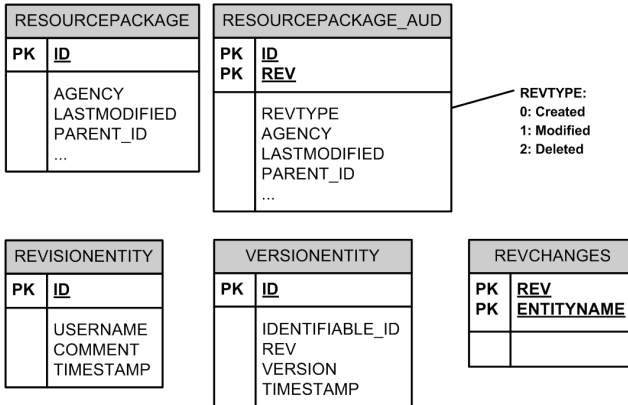 RESOURCEPACKAGE
PK ID
AGENCY
LASTMODIFIED
PARENT_ID
...
RESOURCEPACKAGE_AUD
PK ID
PK REV
REVTYPE
AGENCY
LASTMODIFIED
PARENT_ID
...
REVTYPE:
0: Created
1: Modified
2: Deleted
REVISIONENTITY
PK ID
USERNAME
COMMENT
TIMESTAMP
VERSIONENTITY
PK ID
IDENTIFIABLE_ID
REV
VERSION
TIMESTAMP
REVCHANGES
PK REV
PK ENTITYNAME